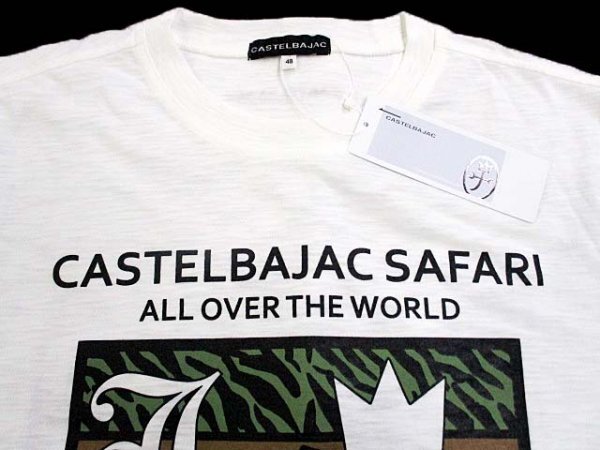 CASTELBAJAC
48
CASTELBAJAC
CASTELBAJAC SAFARI
ALL OVER THE WORLD